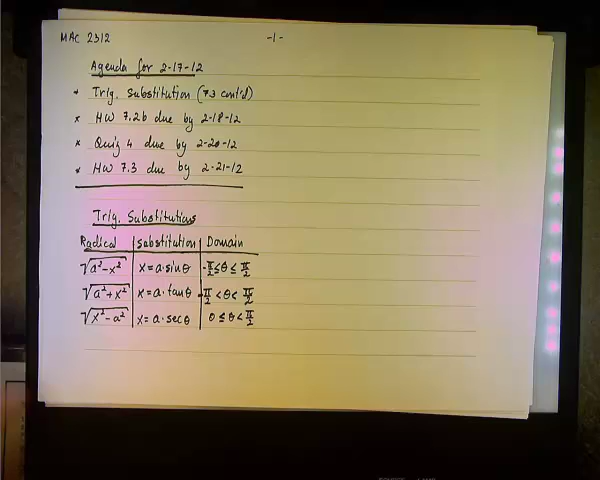 MAC 2312 -1-
Agenda for 2-17-12
* Trig. Substitution (7.3 cont'd)
* HW 7.2b due by 2-18-12
* Quiz 4 due by 2-20-12
* HW 7.3 due by 2-21-12
Trig. Substitutions
Radical | Substitution | Domain
√(a²-x²) | x = a·sinθ | -π/2 ≤ θ ≤ π/2
√(a²+x²) | x = a·tanθ | -π/2 < θ < π/2
√(x²-a²) | x = a·secθ | 0 ≤ θ < π/2